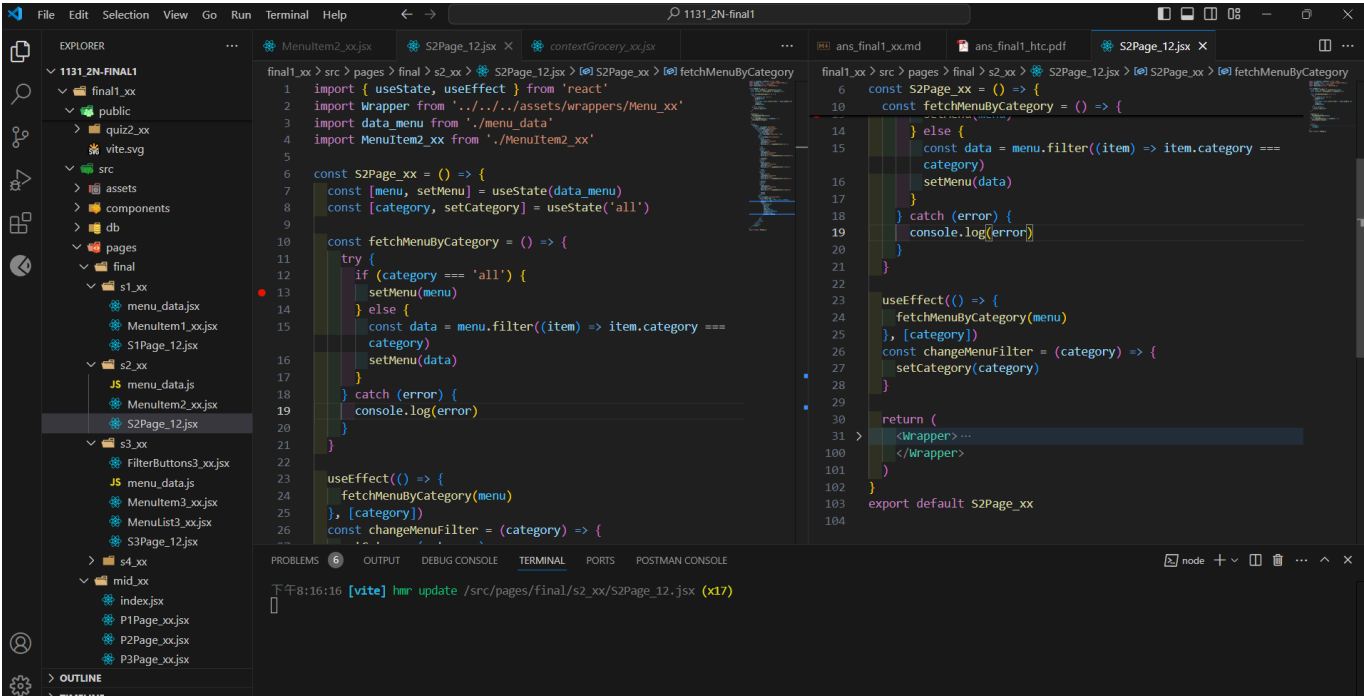 File Edit Selection View Go Run Terminal Help
1131_2N-final1
EXPLORER
1131_2N-FINAL1
final1_xx
public
quiz2_xx
vite.svg
src
assets
components
db
pages
final
s1_xx
menu_data.jsx
MenuItem1_xx.jsx
S1Page_12.jsx
s2_xx
JS menu_data.js
MenuItem2_xx.jsx
S2Page_12.jsx
s3_xx
FilterButtons3_xx.jsx
JS menu_data.js
MenuItem3_xx.jsx
MenuList3_xx.jsx
S3Page_12.jsx
s4_xx
mid_xx
index.jsx
P1Page_xx.jsx
P2Page_xx.jsx
P3Page_xx.jsx
OUTLINE
MenuItem2_xx.jsx S2Page_12.jsx contextGrocery_xx.jsx
final1_xx > src > pages > final > s2_xx > S2Page_12.jsx > S2Page_xx > fetchMenuByCategory
1 import { useState, useEffect } from 'react'
2 import Wrapper from '../../../assets/wrappers/Menu_xx'
3 import data_menu from './menu_data'
4 import MenuItem2_xx from './MenuItem2_xx'
5
6 const S2Page_xx = () => {
7 const [menu, setMenu] = useState(data_menu)
8 const [category, setCategory] = useState('all')
9
10 const fetchMenuByCategory = () => {
11 try {
12 if (category === 'all') {
13 setMenu(menu)
14 } else {
15 const data = menu.filter((item) => item.category ===
category)
16 setMenu(data)
17 }
18 } catch (error) {
19 console.log(error)
20 }
21 }
22
23 useEffect(() => {
24 fetchMenuByCategory(menu)
25 }, [category])
26 const changeMenuFilter = (category) => {
ans_final1_xx.md ans_final1_htc.pdf S2Page_12.jsx
final1_xx > src > pages > final > s2_xx > S2Page_12.jsx > S2Page_xx > fetchMenuByCategory
6 const S2Page_xx = () => {
10 const fetchMenuByCategory = () => {
14 } else {
15 const data = menu.filter((item) => item.category ===
category)
16 setMenu(data)
17 }
18 } catch (error) {
19 console.log(error)
20 }
21 }
22
23 useEffect(() => {
24 fetchMenuByCategory(menu)
25 }, [category])
26 const changeMenuFilter = (category) => {
27 setCategory(category)
28 }
29
30 return (
31 <Wrapper>…
100 </Wrapper>
101 )
102 }
103 export default S2Page_xx
104
PROBLEMS 6 OUTPUT DEBUG CONSOLE TERMINAL PORTS POSTMAN CONSOLE
node
下午8:16:16 [vite] hmr update /src/pages/final/s2_xx/S2Page_12.jsx (x17)